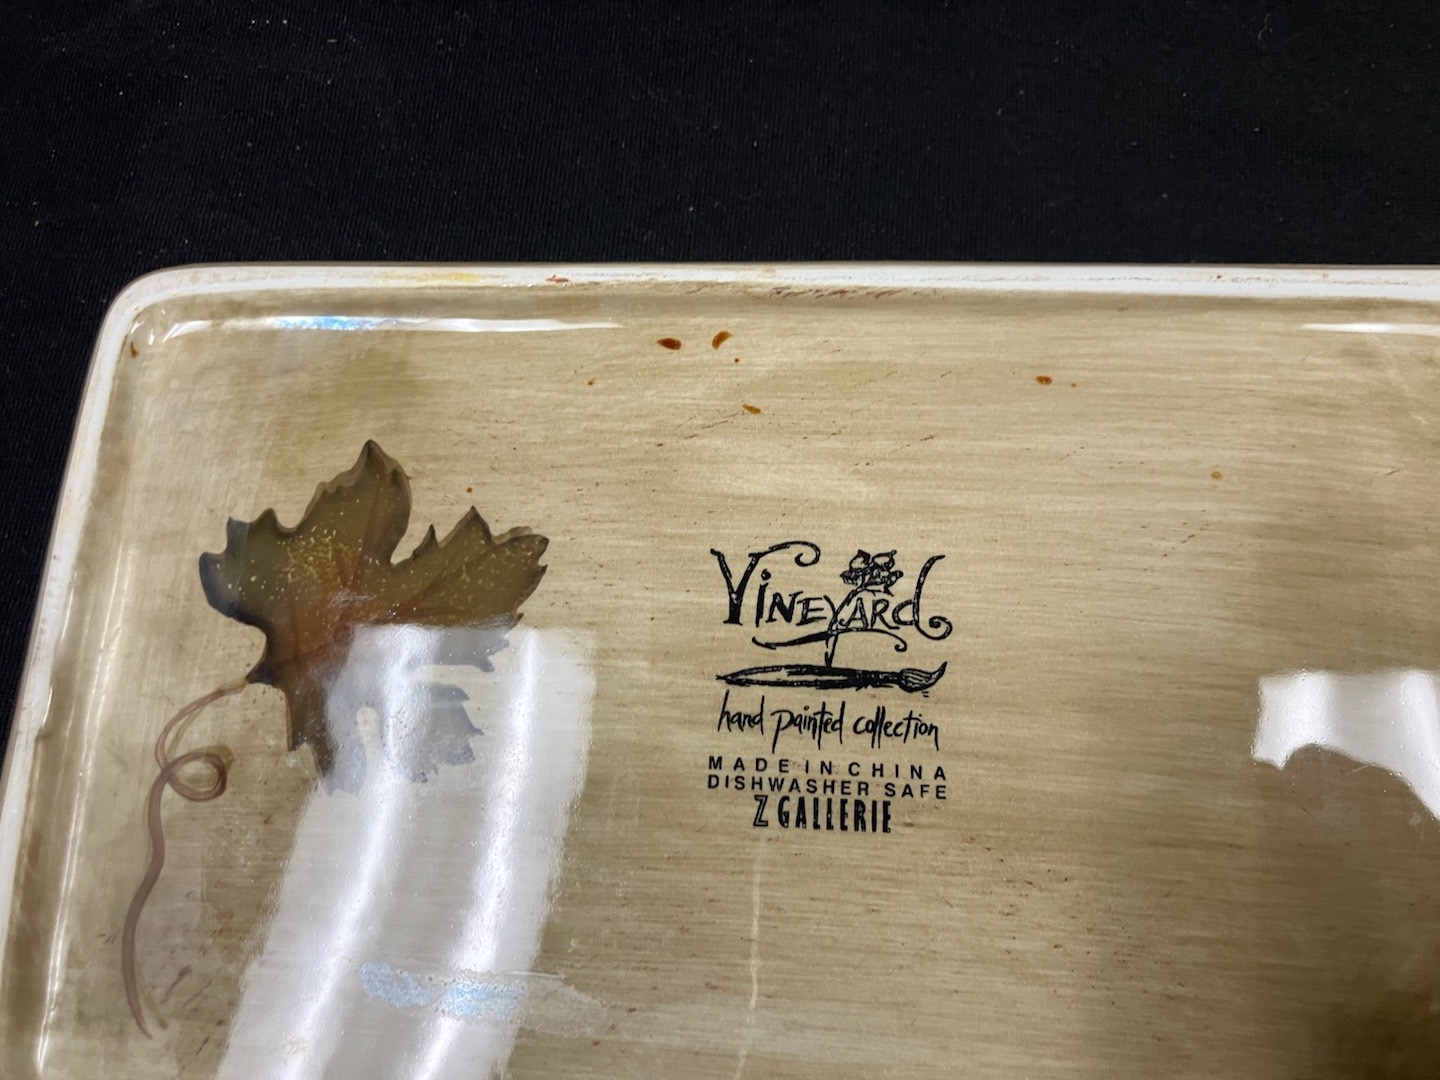 VINEYARd
hand painted collection
MADE IN CHINA
DISHWASHER SAFE
Z GALLERIE